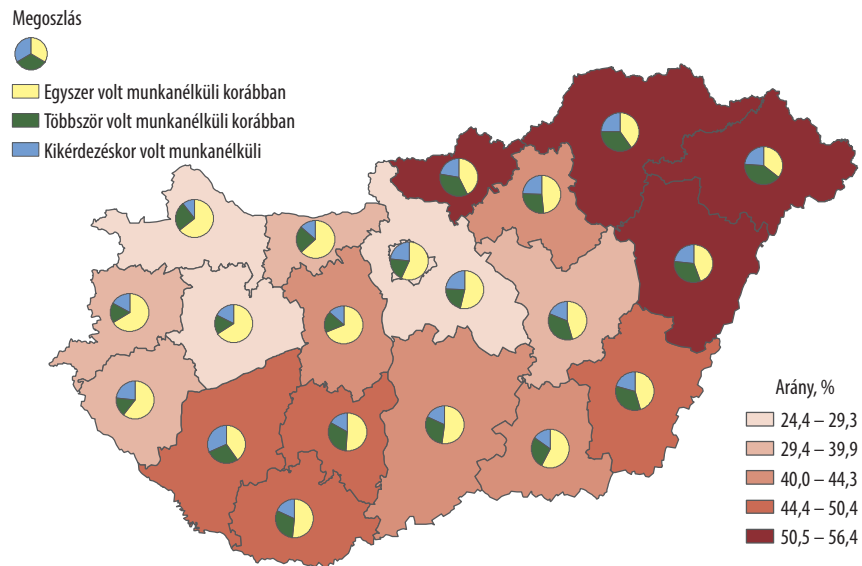 Megoszlás
Egyszer volt munkanélküli korábban
Többször volt munkanélküli korábban
Kikérdezéskor volt munkanélküli
Arány, %
24,4 – 29,3
29,4 – 39,9
40,0 – 44,3
44,4 – 50,4
50,5 – 56,4